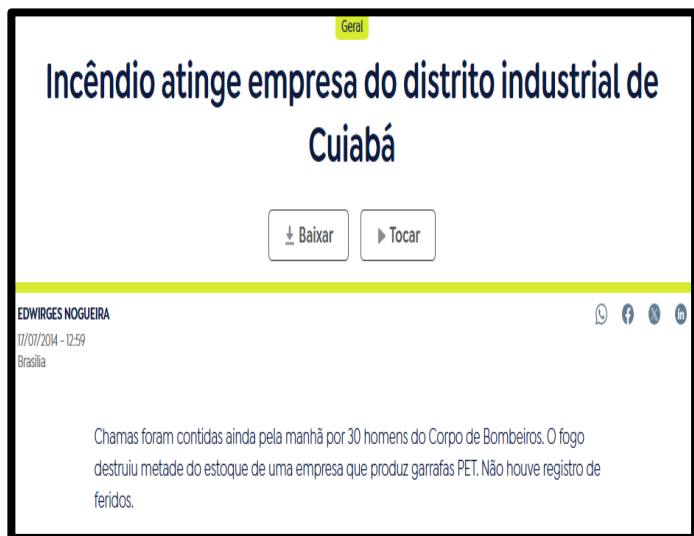 Geral
Incêndio atinge empresa do distrito industrial de
Cuiabá
Baixar
Tocar
EDWIRGES NOGUEIRA
17/07/2014 - 12:59
Brasília
Chamas foram contidas ainda pela manhã por 30 homens do Corpo de Bombeiros. O fogo
destruiu metade do estoque de uma empresa que produz garrafas PET. Não houve registro de
feridos.